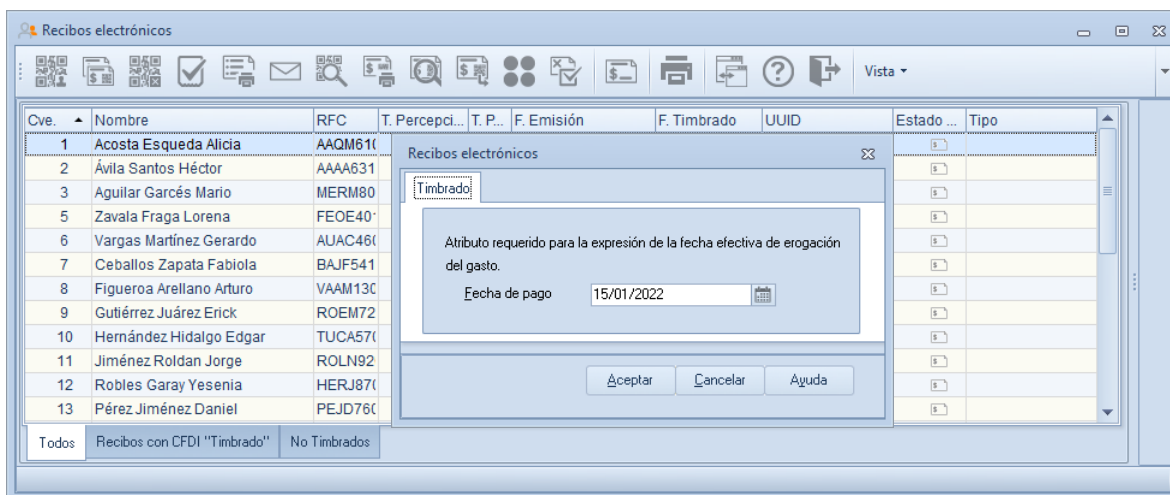 Recibos electrónicos
Vista
Cve. Nombre RFC T. Percepci... T. P... F. Emisión F. Timbrado UUID Estado ... Tipo
1 Acosta Esqueda Alicia AAQM61(
2 Ávila Santos Héctor AAAA631
3 Aguilar Garcés Mario MERM80
5 Zavala Fraga Lorena FEOE40
6 Vargas Martínez Gerardo AUAC46(
7 Ceballos Zapata Fabiola BAJF541
8 Figueroa Arellano Arturo VAAM13(
9 Gutiérrez Juárez Erick ROEM72
10 Hernández Hidalgo Edgar TUCA57(
11 Jiménez Roldan Jorge ROLN92
12 Robles Garay Yesenia HERJ87(
13 Pérez Jiménez Daniel PEJD76(
Recibos electrónicos
Timbrado
Atributo requerido para la expresión de la fecha efectiva de erogación
del gasto.
Fecha de pago 15/01/2022
Aceptar Cancelar Ayuda
Todos Recibos con CFDI "Timbrado" No Timbrados